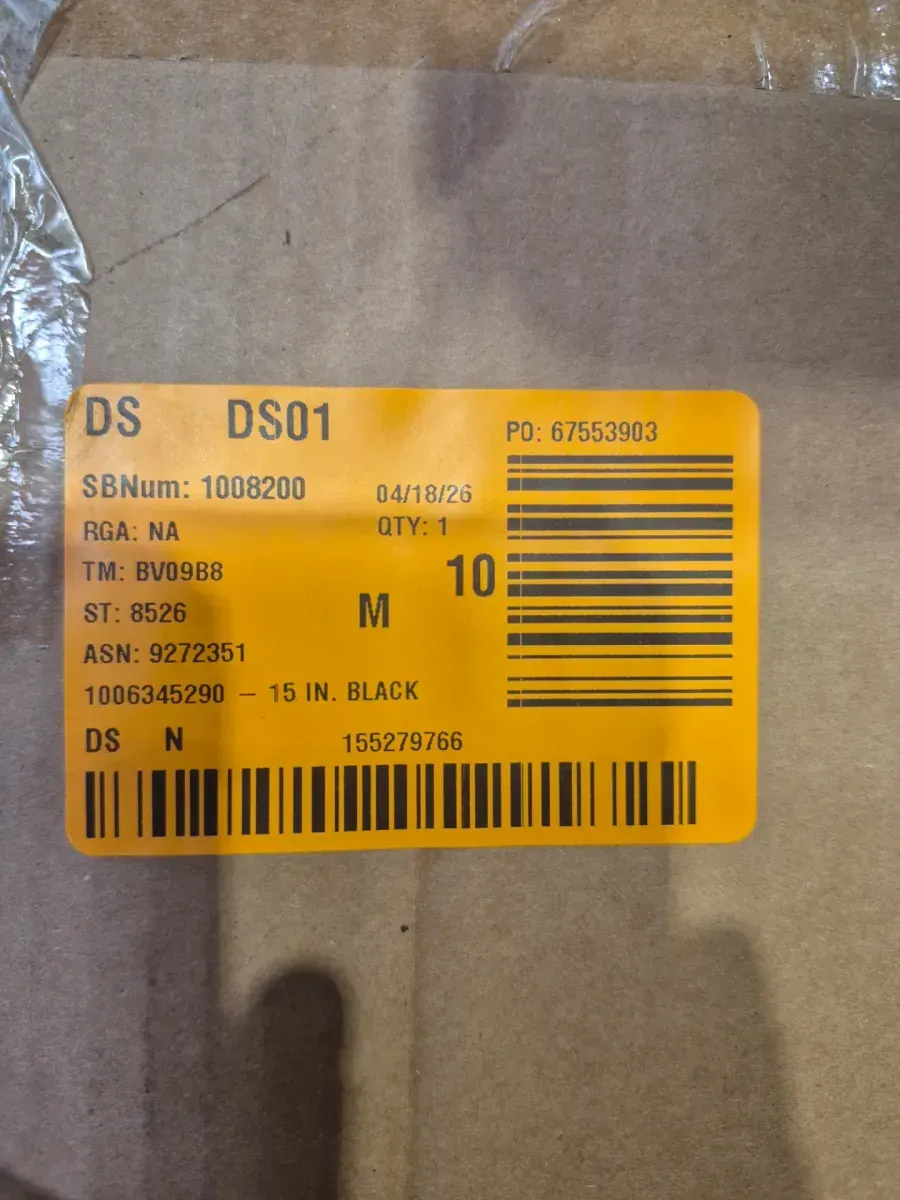 DS DS01
PO: 67553903
SBNum: 1008200 04/18/26
RGA: NA QTY: 1
TM: BV09B8 10
ST: 8526 M
ASN: 9272351
1006345290 – 15 IN. BLACK
DS N 155279766